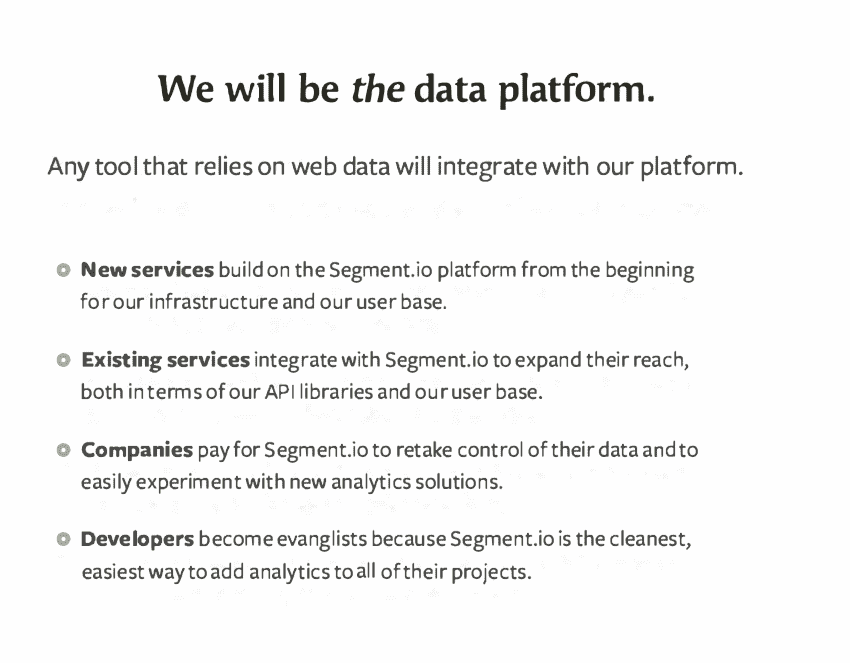 We will be the data platform.
Any tool that relies on web data will integrate with our platform.
New services build on the Segment.io platform from the beginning
for our infrastructure and our user base.
Existing services integrate with Segment.io to expand their reach,
both in terms of our API libraries and our user base.
Companies pay for Segment.io to retake control of their data and to
easily experiment with new analytics solutions.
Developers become evanglists because Segment.io is the cleanest,
easiest way to add analytics to all of their projects.